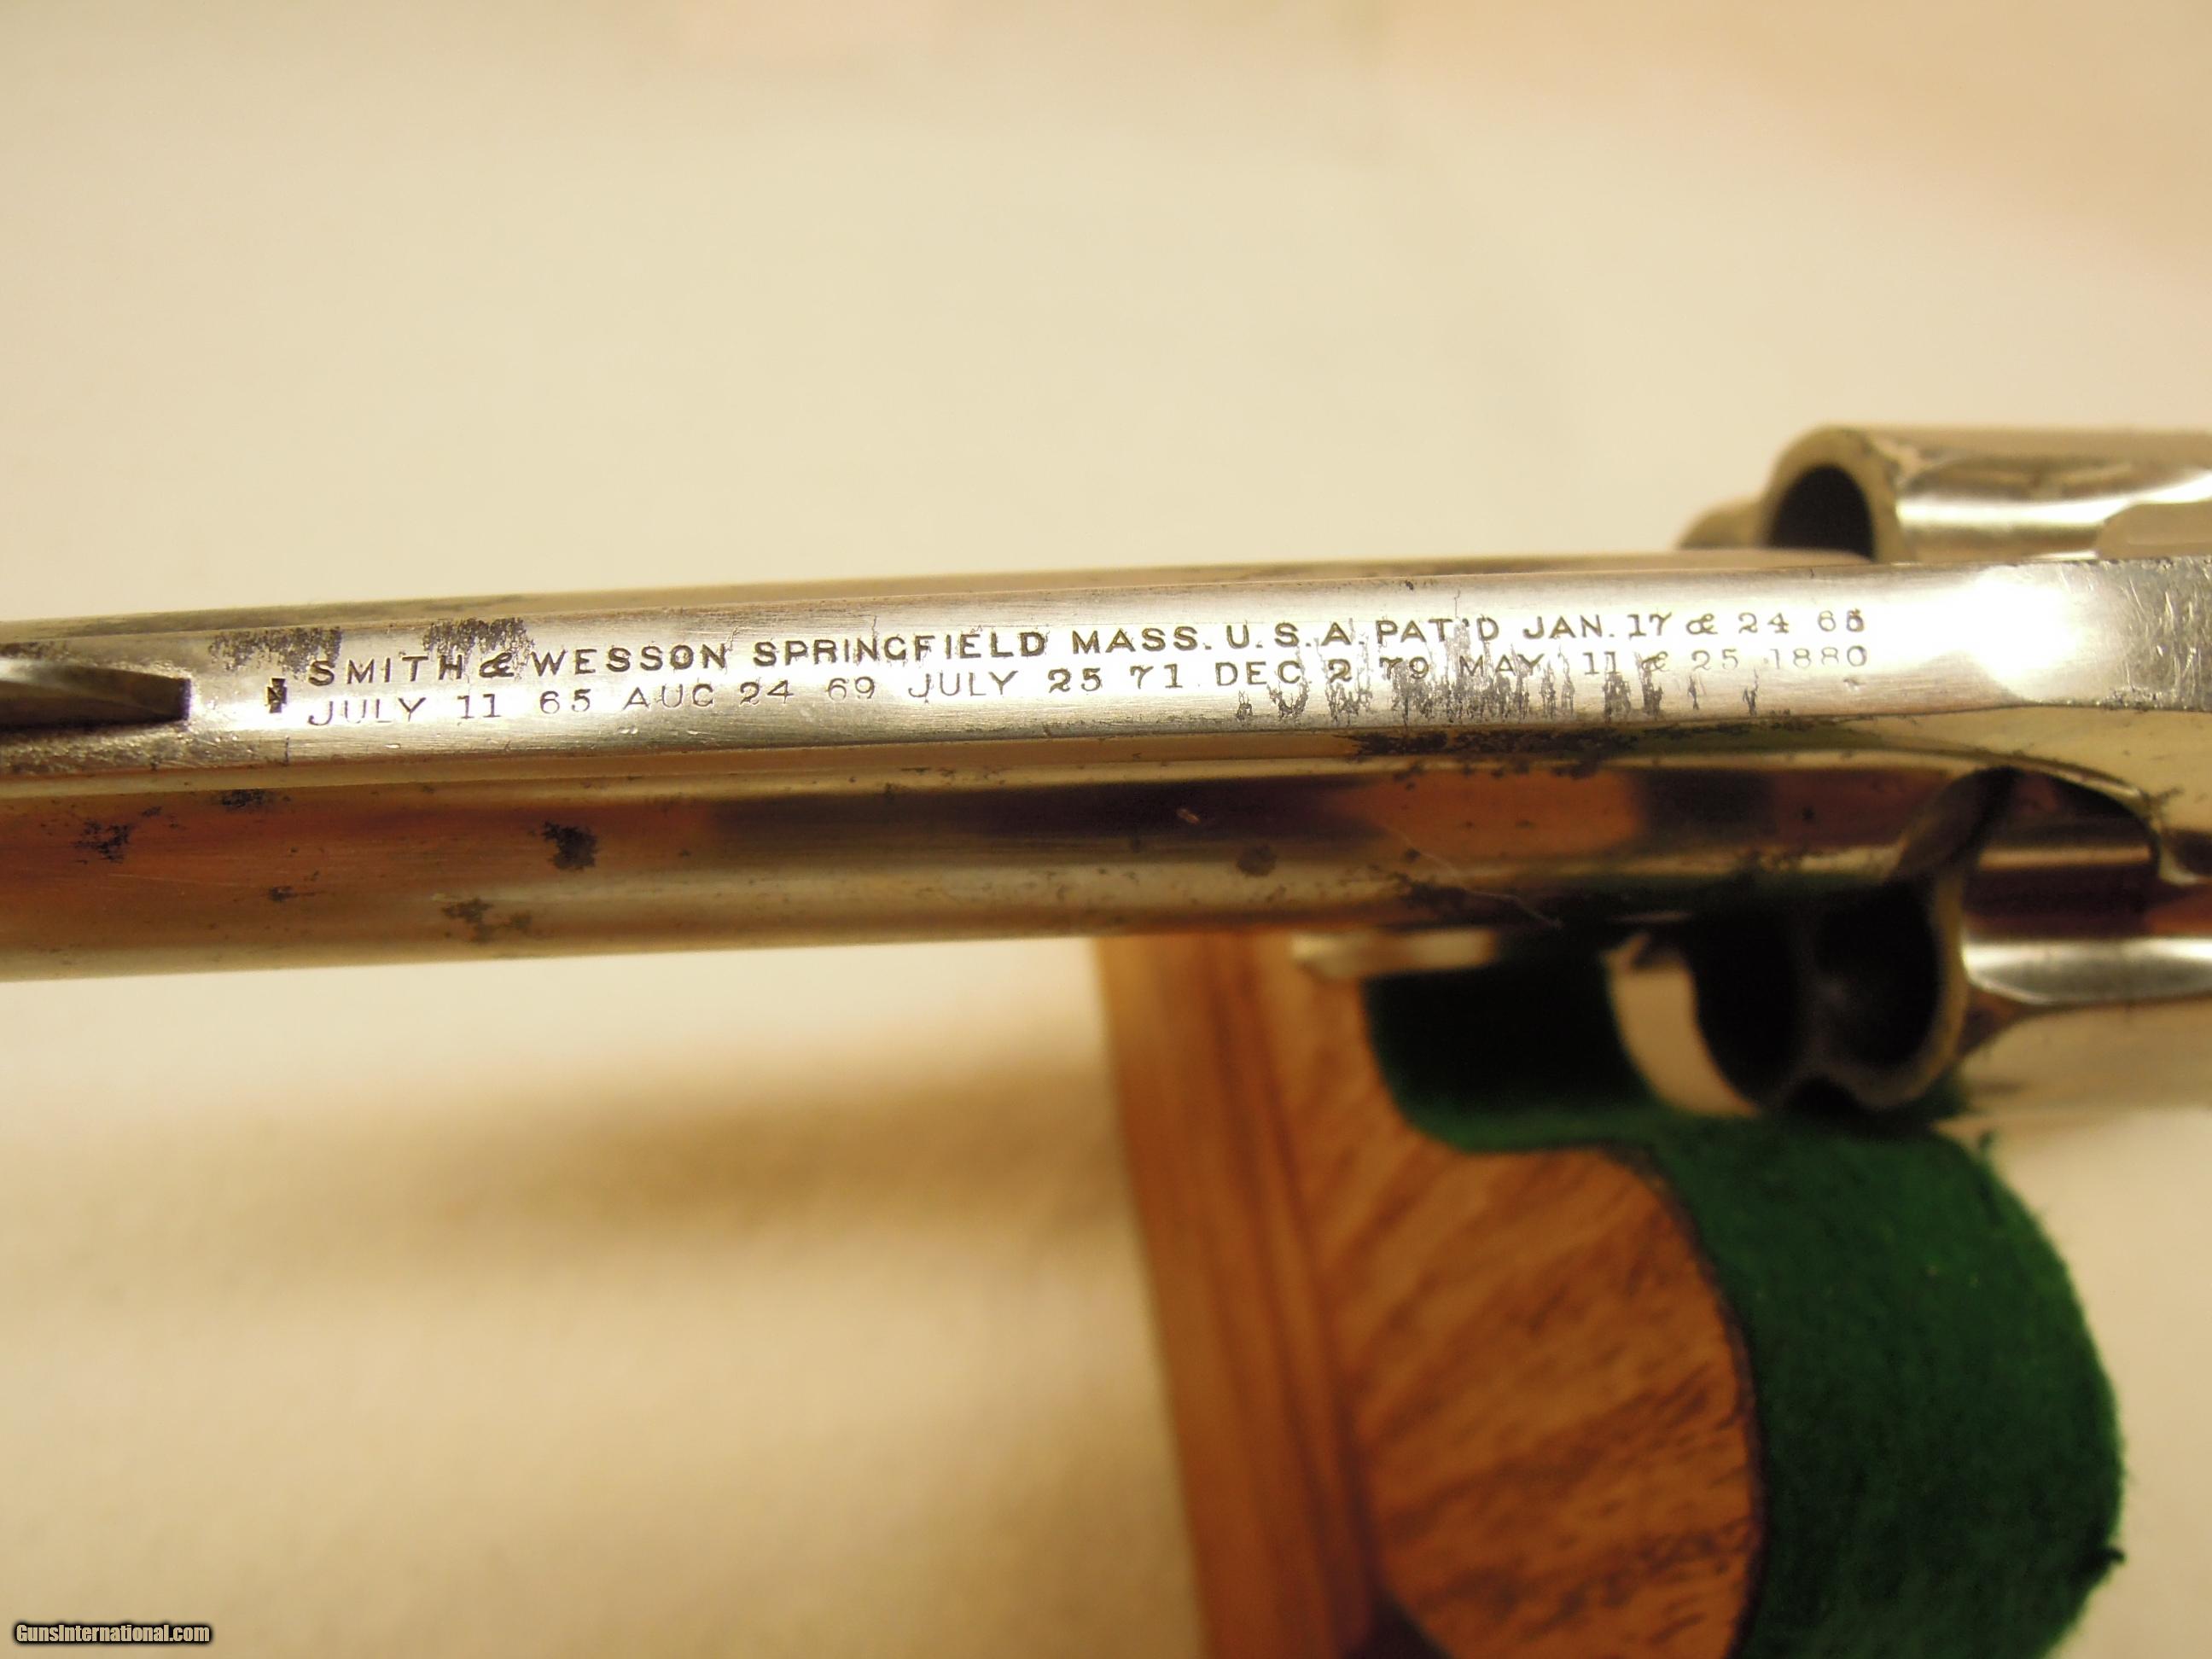 SMITH & WESSON SPRINGFIELD MASS. U.S.A. PAT'D JAN. 17 & 24 65
JULY 11 65 AUG 24 69 JULY 25 71 DEC 2 79 MAY 11 & 25 1880
GunsInternational.com